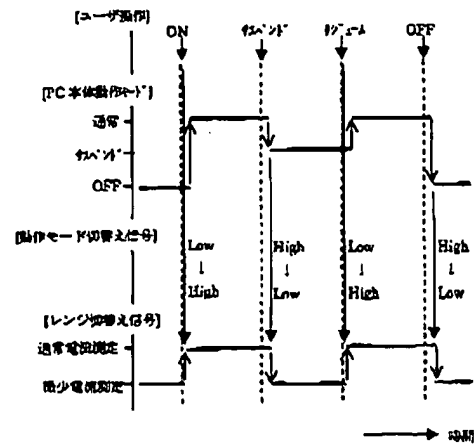 [ユーザ操作]
ON
サスペンド
リジューム
OFF
[PC本体動作モード]
通常
サスペンド
OFF
[動作モード切替え信号]
Low
↓
High
High
↓
Low
Low
↓
High
High
↓
Low
[レンジ切替え信号]
通常電流測定
微少電流測定
時間